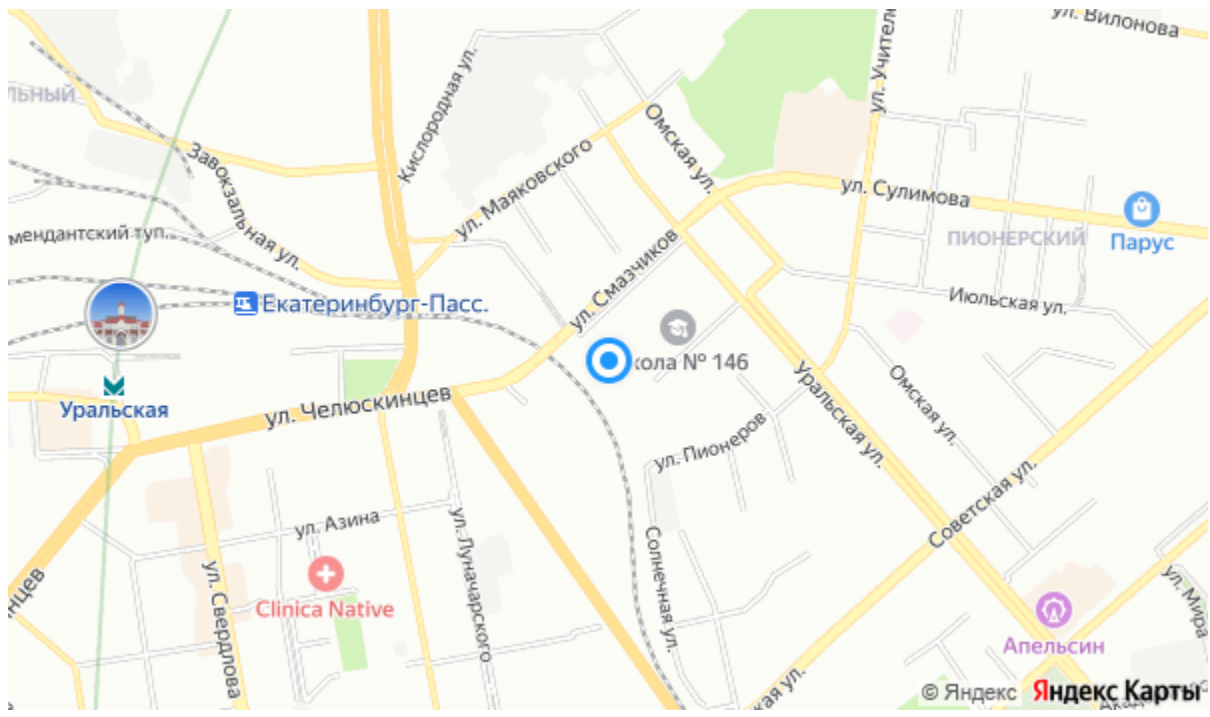 ул. Вилонова
ул. Учител
ЛЬНЫЙ
Кислородная ул.
Омская ул.
Завокзальная ул.
ул. Маяковского
ул. Сулимова
мендантский туп.
ул. Смазчиков
ПИОНЕРСКИЙ
Парус
Екатеринбург-Пасс.
Июльская ул.
кола № 146
Уральская
ул. Челюскинцев
Уральская ул.
Омская ул.
ул. Пионеров
ул. Азина
Советская ул.
нцев
ул. Свердлова
Clinica Native
ул. Луначарского
Солнечная ул.
ул. Мира
Апельсин
кая ул.
© Яндекс Яндекс Карты